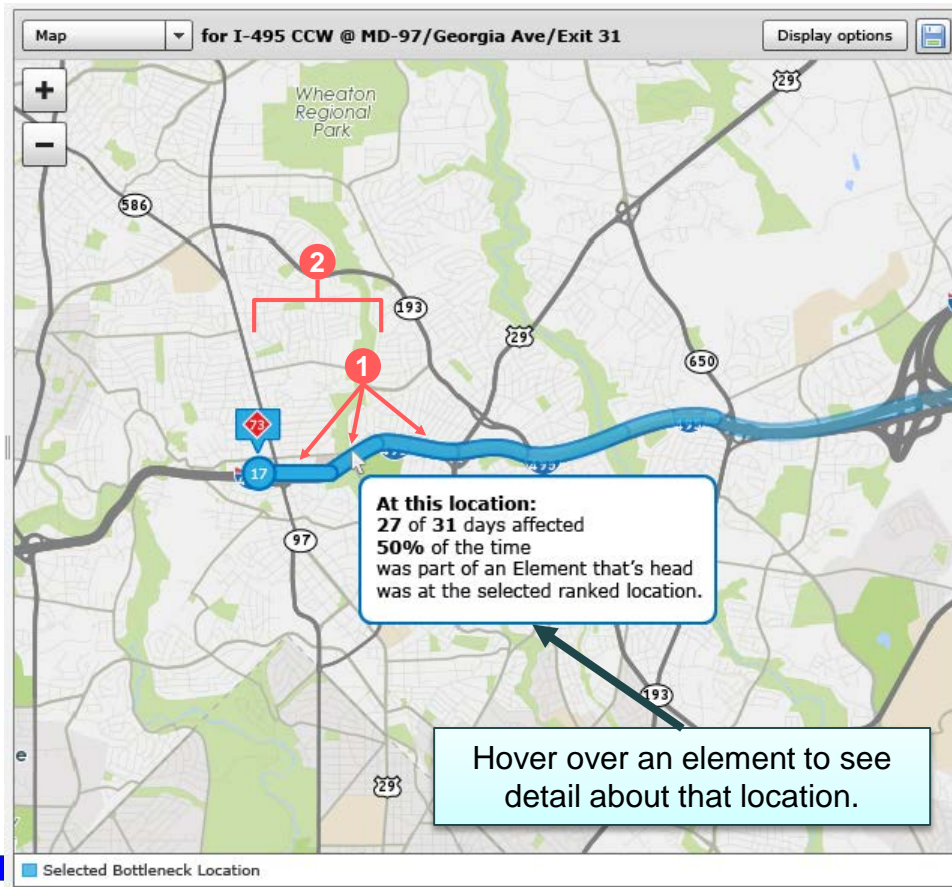 Map
for I-495 CCW @ MD-97/Georgia Ave/Exit 31
Display options
+
−
Wheaton
Regional
Park
29
586
2
193
29
1
650
73
17
495
At this location:
27 of 31 days affected
50% of the time
was part of an Element that’s head
was at the selected ranked location.
97
193
Hover over an element to see
detail about that location.
e
29
Selected Bottleneck Location